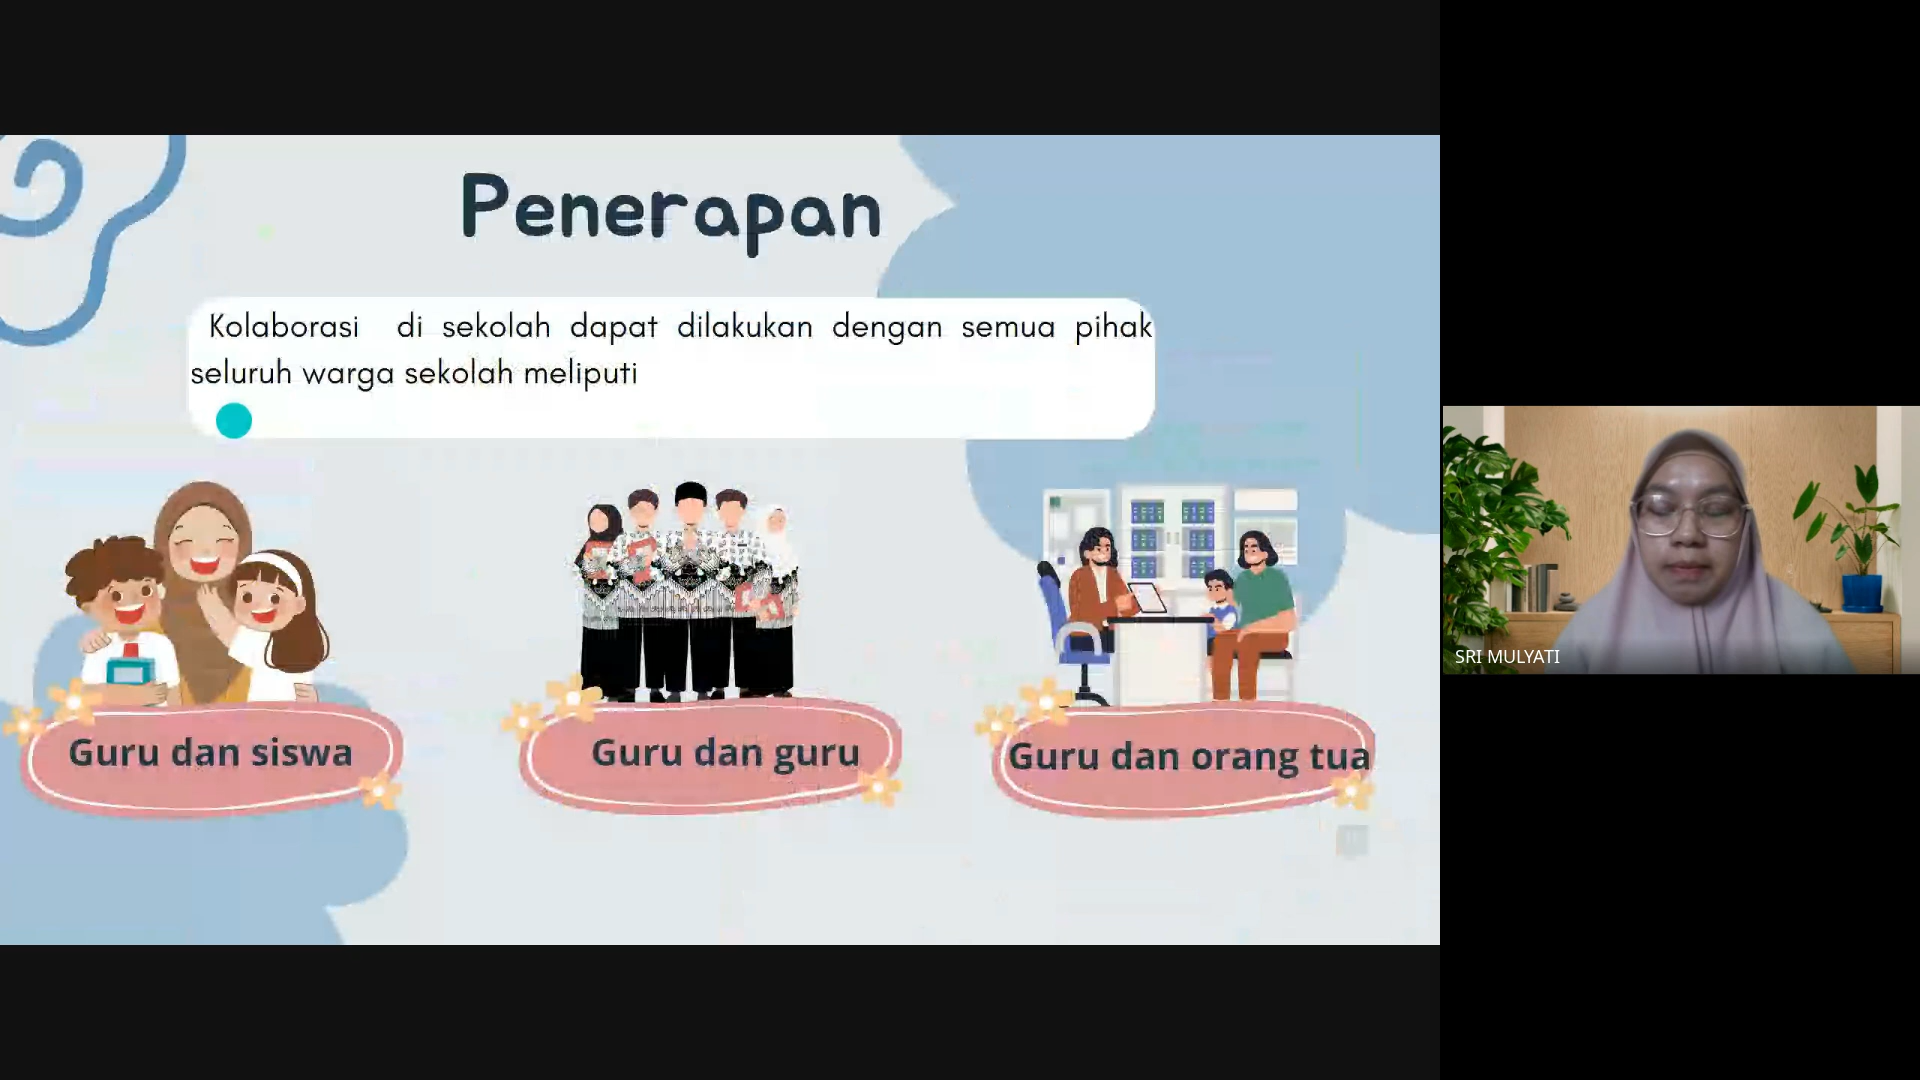 Penerapan
Kolaborasi di sekolah dapat dilakukan dengan semua pihak
seluruh warga sekolah meliputi
Guru dan siswa
Guru dan guru
Guru dan orang tua
SRI MULYATI